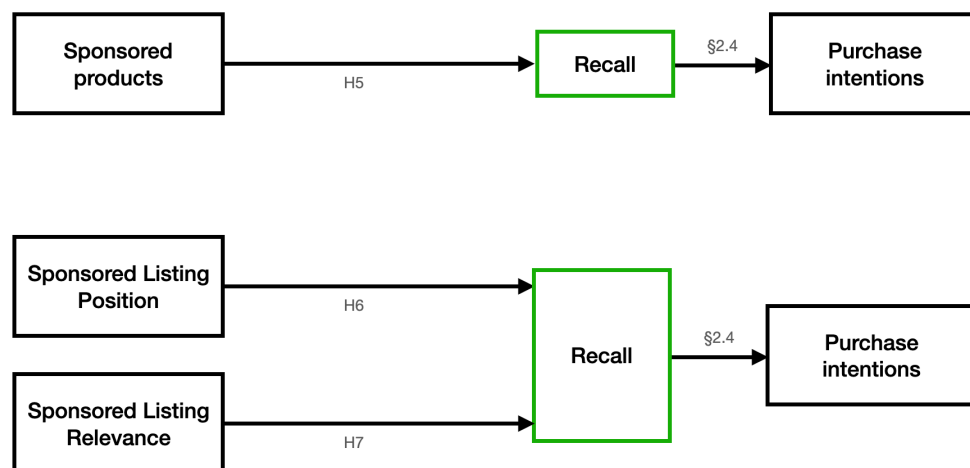 Sponsored
products
H5
Recall
§2.4
Purchase
intentions
Sponsored Listing
Position
H6
Sponsored Listing
Relevance
H7
Recall
§2.4
Purchase
intentions